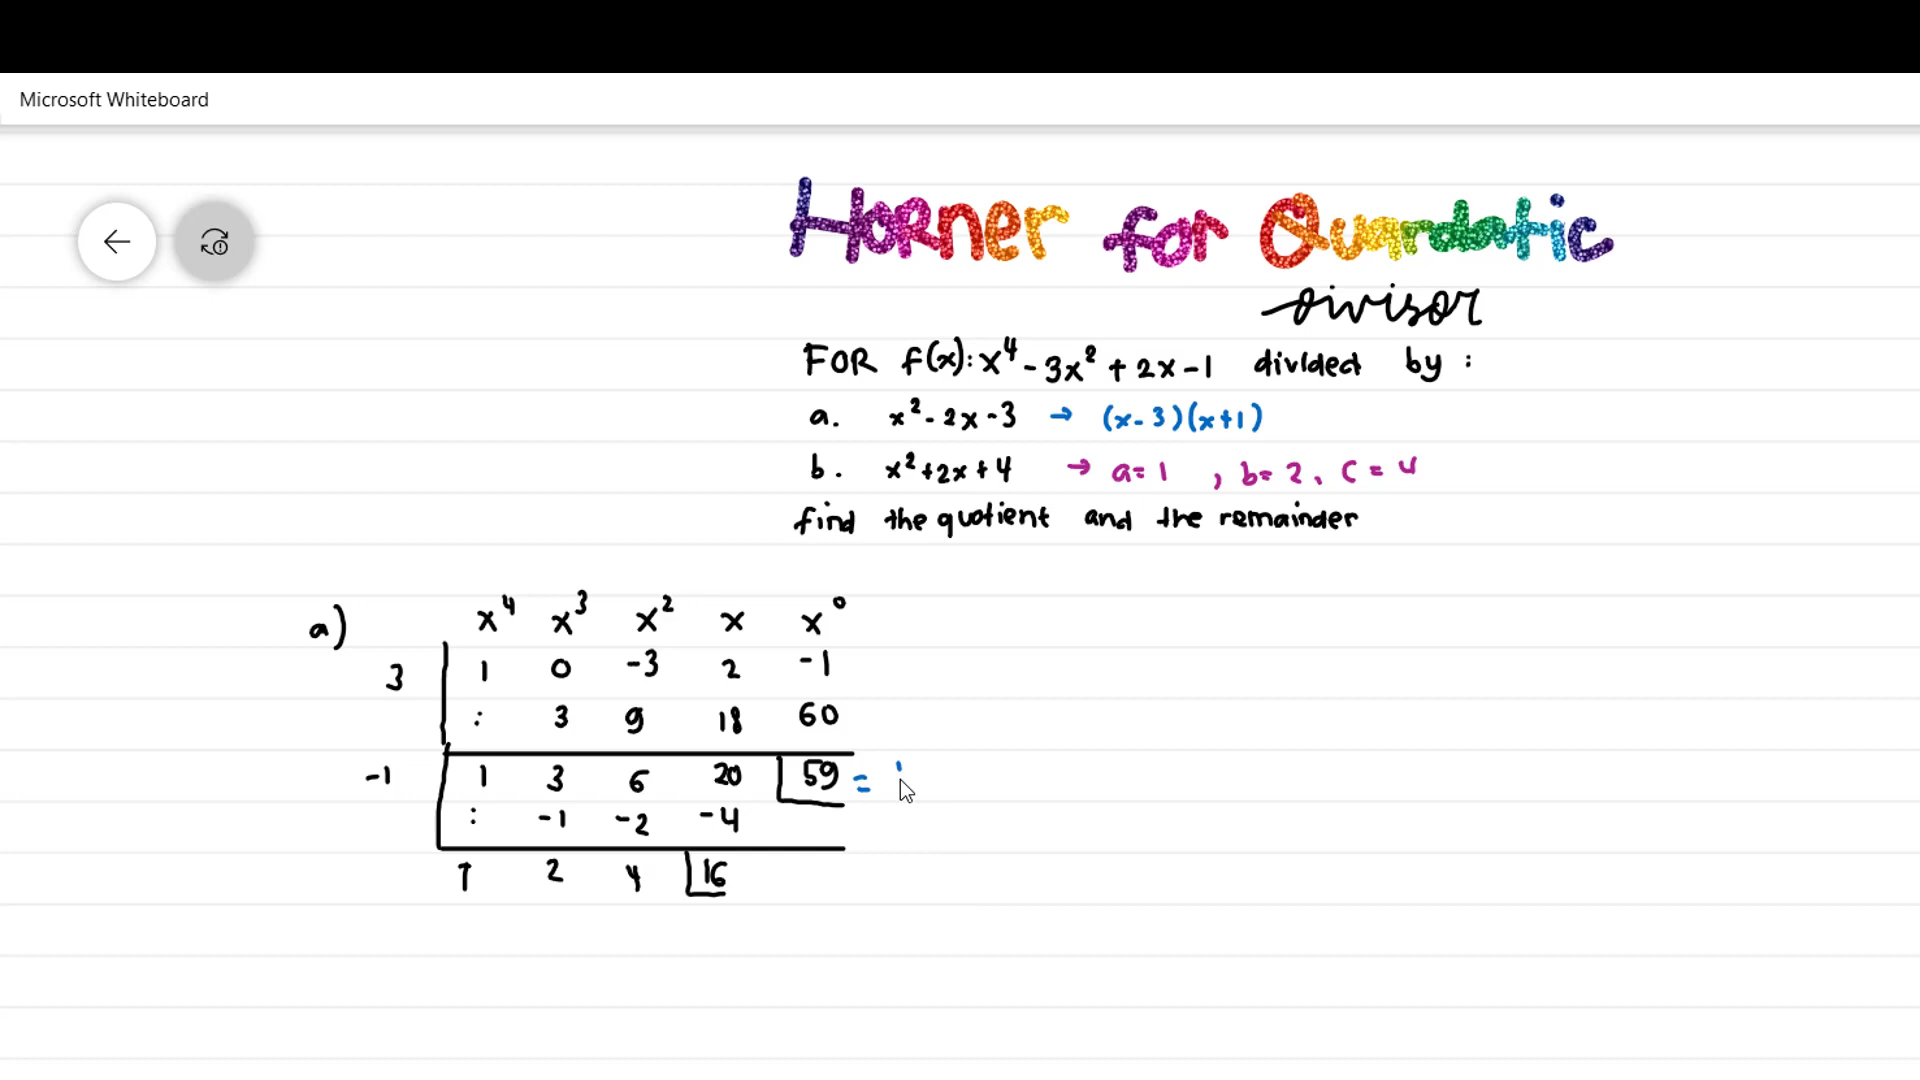 Microsoft Whiteboard
Horner for Quardatic
divisor
FOR f(x): x⁴ - 3x² + 2x - 1 divided by :
a. x² - 2x - 3 → (x - 3)(x + 1)
b. x² + 2x + 4 → a = 1 , b = 2, c = 4
find the quotient and the remainder
a) x⁴ x³ x² x x⁰
3 1 0 -3 2 -1
: 3 9 18 60
-1 1 3 6 20 59 =
: -1 -2 -4
1 2 4 16